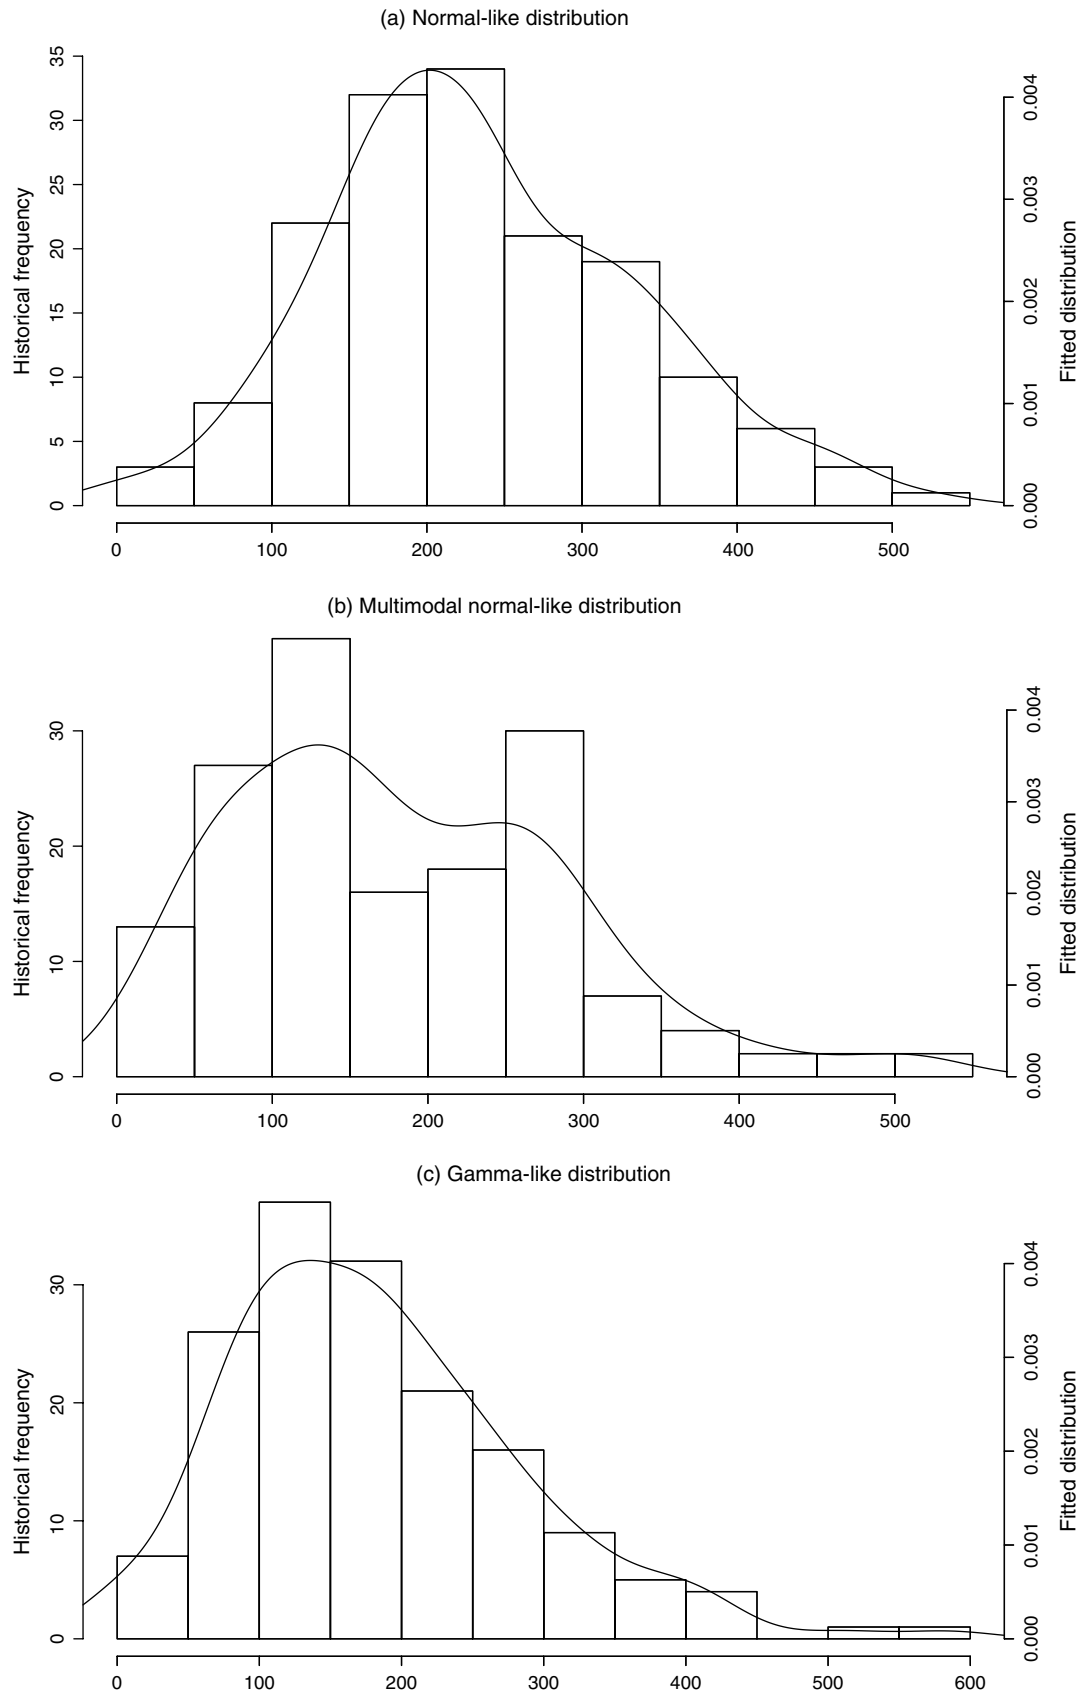 (a) Normal-like distribution
35
30
25
20
15
10
5
0
Historical frequency
0.004
0.003
0.002
0.001
0.000
Fitted distribution
0 100 200 300 400 500
(b) Multimodal normal-like distribution
30
20
10
0
Historical frequency
0.004
0.003
0.002
0.001
0.000
Fitted distribution
0 100 200 300 400 500
(c) Gamma-like distribution
30
20
10
0
Historical frequency
0.004
0.003
0.002
0.001
0.000
Fitted distribution
0 100 200 300 400 500 600